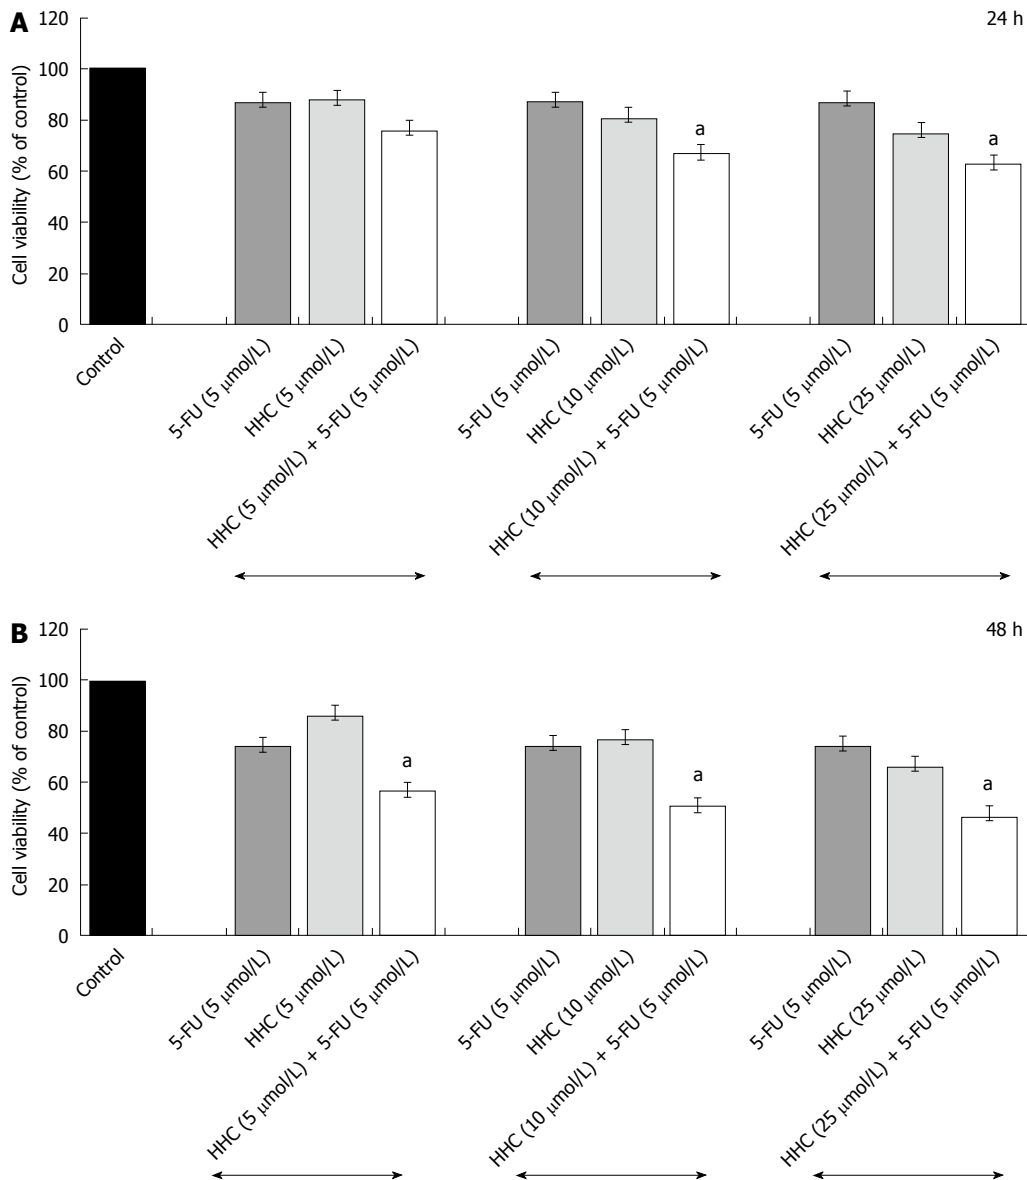 A
24 h
120
100
80
60
40
20
0
Cell viability (% of control)
a
a
Control
5-FU (5 μmol/L)
HHC (5 μmol/L)
HHC (5 μmol/L) + 5-FU (5 μmol/L)
5-FU (5 μmol/L)
HHC (10 μmol/L)
HHC (10 μmol/L) + 5-FU (5 μmol/L)
5-FU (5 μmol/L)
HHC (25 μmol/L)
HHC (25 μmol/L) + 5-FU (5 μmol/L)
B
48 h
120
100
80
60
40
20
0
Cell viability (% of control)
a
a
a
Control
5-FU (5 μmol/L)
HHC (5 μmol/L)
HHC (5 μmol/L) + 5-FU (5 μmol/L)
5-FU (5 μmol/L)
HHC (10 μmol/L)
HHC (10 μmol/L) + 5-FU (5 μmol/L)
5-FU (5 μmol/L)
HHC (25 μmol/L)
HHC (25 μmol/L) + 5-FU (5 μmol/L)